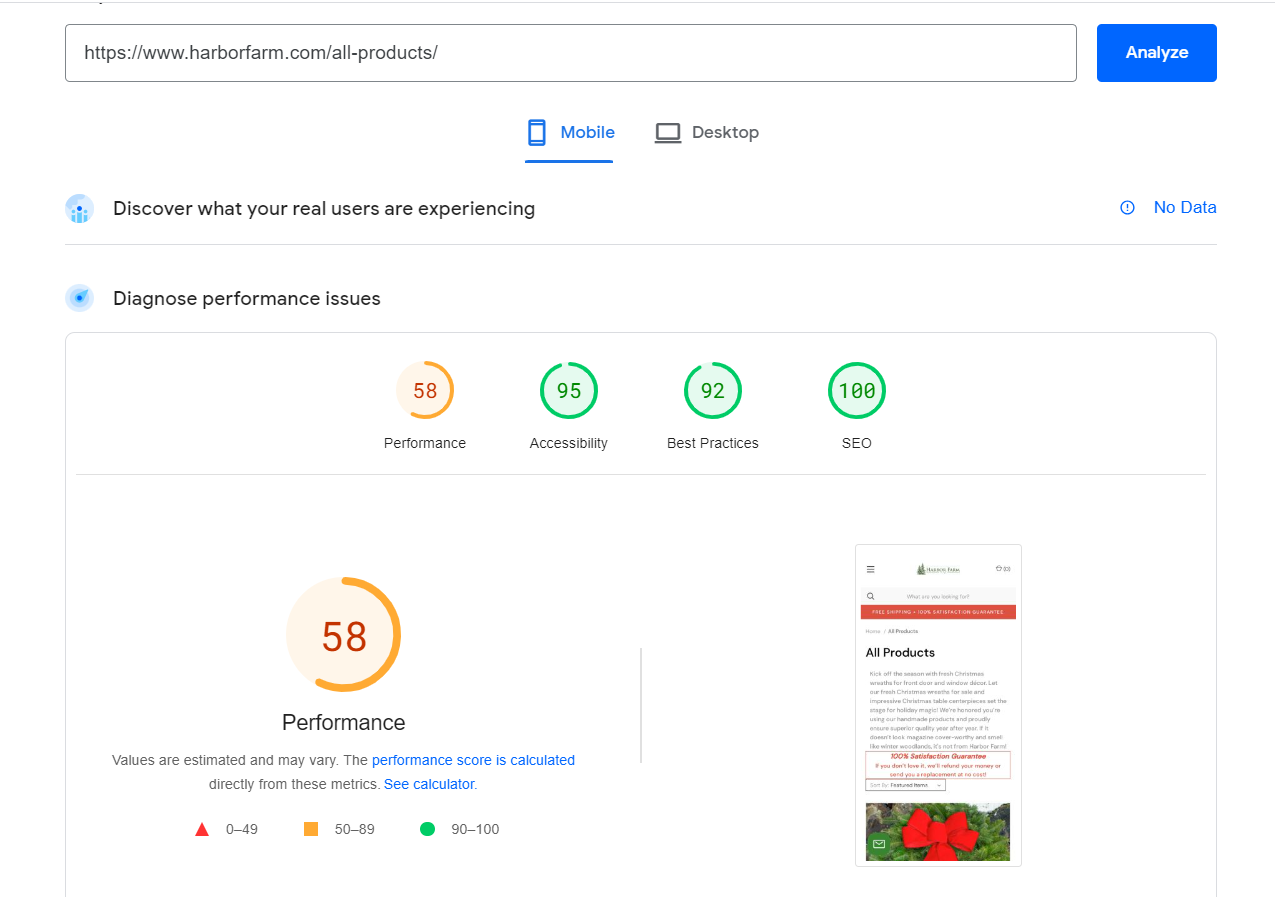 https://www.harborfarm.com/all-products/
Analyze
Mobile
Desktop
Discover what your real users are experiencing
No Data
Diagnose performance issues
58
95
92
100
Performance
Accessibility
Best Practices
SEO
58
Performance
Values are estimated and may vary. The performance score is calculated
directly from these metrics. See calculator.
0–49
50–89
90–100
HARBOR FARM
(0)
What are you looking for?
FREE SHIPPING + 100% SATISFACTION GUARANTEE
Home / All Products
All Products
Kick off the season with fresh Christmas
wreaths for front door and window décor. Let
our fresh Christmas wreaths for sale and
impressive Christmas table centerpieces set the
stage for holiday magic! We're honored you're
using our handmade products and proudly
ensure superior quality year after year. If it
doesn't look magazine cover-worthy and smell
like winter woodlands, it's not from Harbor Farm!
100% Satisfaction Guarantee
If you don't love it, we'll refund your money or
send you a replacement at no cost!
Sort By: Featured Items